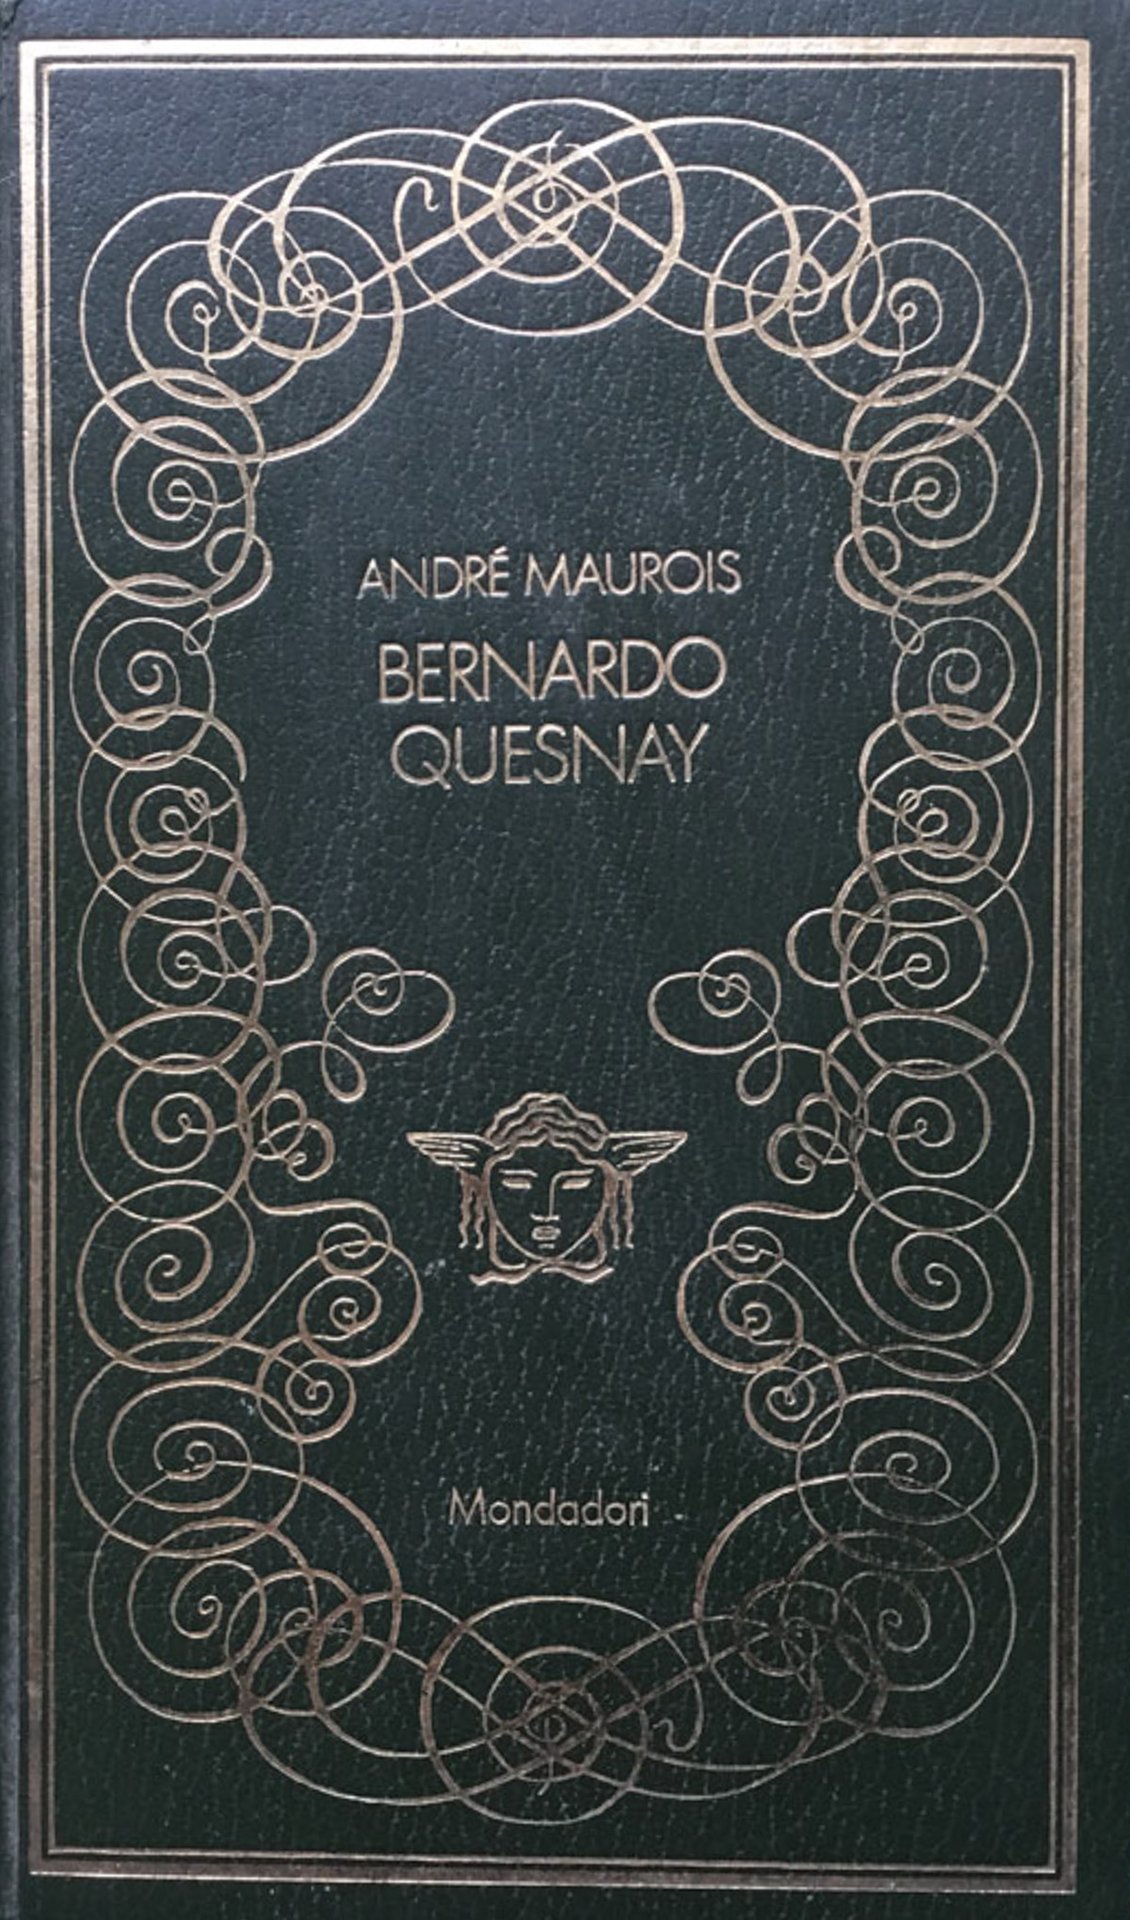 ANDRÉ MAUROIS
BERNARDO
QUESNAY
Mondadori